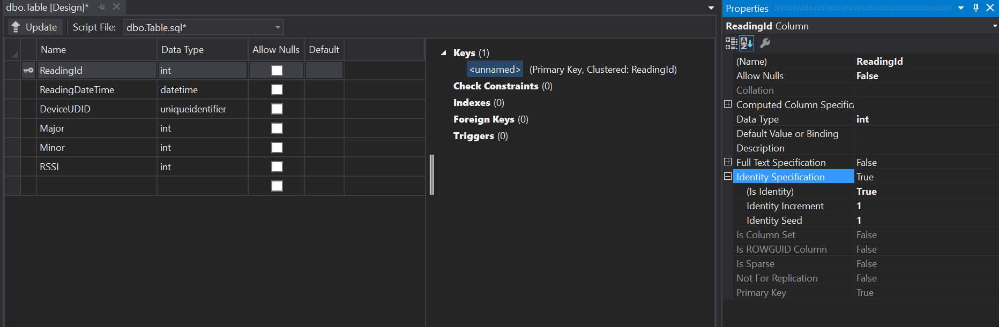 dbo.Table [Design]*
Update Script File: dbo.Table.sql*
Name Data Type Allow Nulls Default
ReadingId int
ReadingDateTime datetime
DeviceUDID uniqueidentifier
Major int
Minor int
RSSI int
Keys (1)
<unnamed> (Primary Key, Clustered: ReadingId)
Check Constraints (0)
Indexes (0)
Foreign Keys (0)
Triggers (0)
Properties
ReadingId Column
(Name) ReadingId
Allow Nulls False
Collation
Computed Column Specific
Data Type int
Default Value or Binding
Description
Full Text Specification False
Identity Specification True
(Is Identity) True
Identity Increment 1
Identity Seed 1
Is Column Set False
Is ROWGUID Column False
Is Sparse False
Not For Replication False
Primary Key True